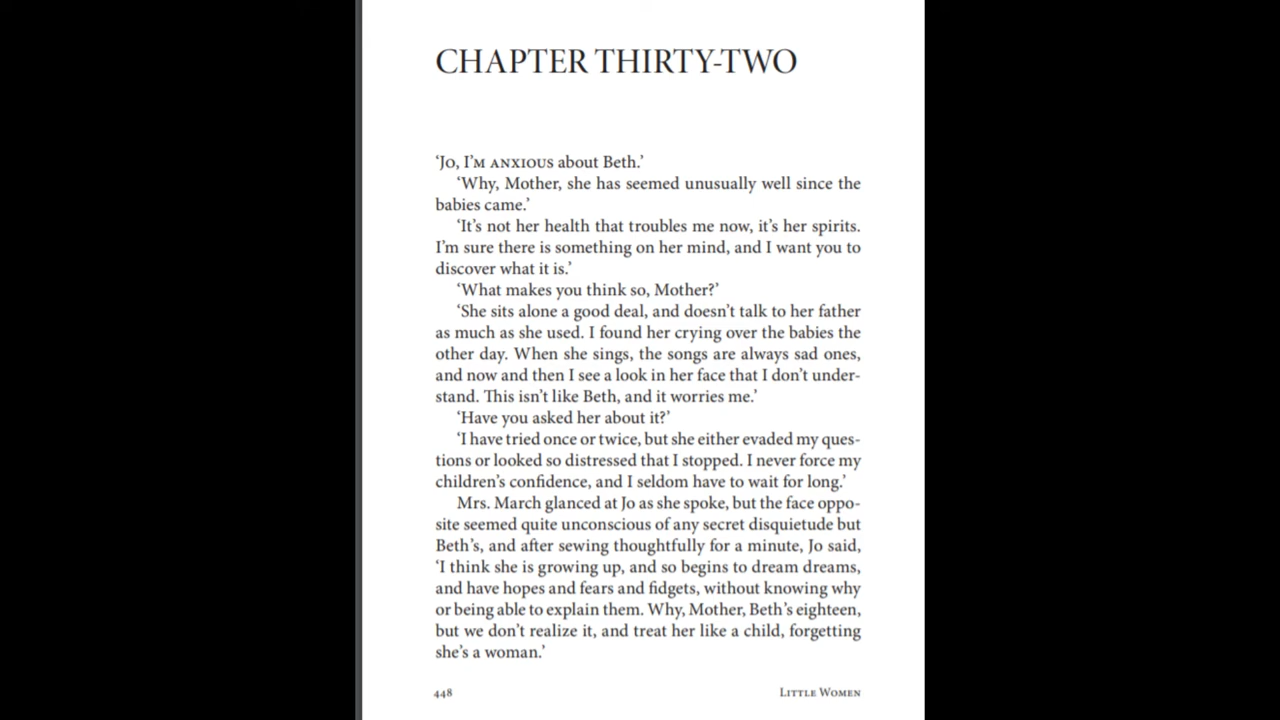 CHAPTER THIRTY-TWO
‘Jo, I’m anxious about Beth.’
‘Why, Mother, she has seemed unusually well since the
babies came.’
‘It’s not her health that troubles me now, it’s her spirits.
I’m sure there is something on her mind, and I want you to
discover what it is.’
‘What makes you think so, Mother?’
‘She sits alone a good deal, and doesn’t talk to her father
as much as she used. I found her crying over the babies the
other day. When she sings, the songs are always sad ones,
and now and then I see a look in her face that I don’t under-
stand. This isn’t like Beth, and it worries me.’
‘Have you asked her about it?’
‘I have tried once or twice, but she either evaded my ques-
tions or looked so distressed that I stopped. I never force my
children’s confidence, and I seldom have to wait for long.’
Mrs. March glanced at Jo as she spoke, but the face oppo-
site seemed quite unconscious of any secret disquietude but
Beth’s, and after sewing thoughtfully for a minute, Jo said,
‘I think she is growing up, and so begins to dream dreams,
and have hopes and fears and fidgets, without knowing why
or being able to explain them. Why, Mother, Beth’s eighteen,
but we don’t realize it, and treat her like a child, forgetting
she’s a woman.’
448 Little Women